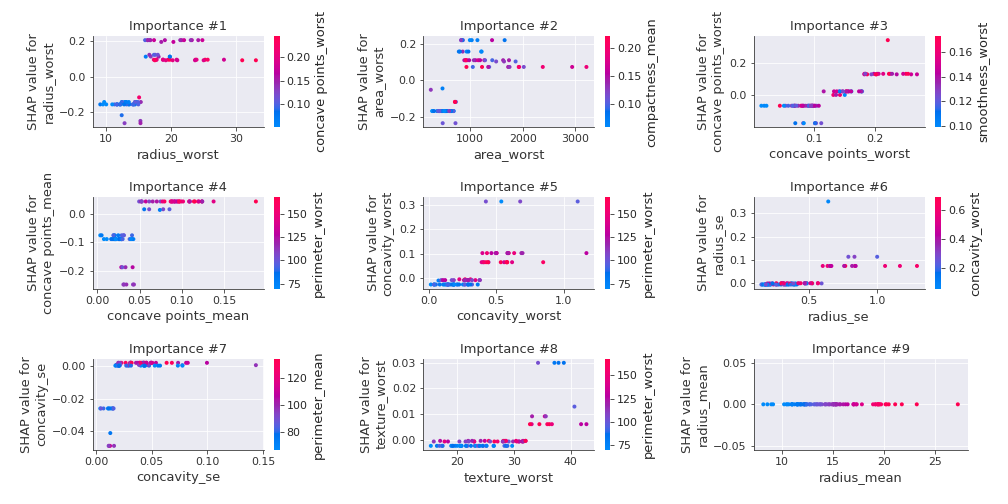 Importance #1
SHAP value for
radius_worst
0.2
0.0
−0.2
10
20
30
radius_worst
0.20
0.15
0.10
concave points_worst
Importance #2
SHAP value for
area_worst
0.2
0.0
−0.2
1000
2000
3000
area_worst
0.20
0.15
0.10
compactness_mean
Importance #3
SHAP value for
concave points_worst
0.2
0.0
0.1
0.2
concave points_worst
0.16
0.14
0.12
0.10
smoothness_worst
Importance #4
SHAP value for
concave points_mean
0.0
−0.1
−0.2
0.00
0.05
0.10
0.15
concave points_mean
150
125
100
75
perimeter_worst
Importance #5
SHAP value for
concavity_worst
0.3
0.2
0.1
0.0
0.0
0.5
1.0
concavity_worst
150
125
100
75
perimeter_worst
Importance #6
SHAP value for
radius_se
0.3
0.2
0.1
0.0
0.5
1.0
radius_se
0.6
0.4
0.2
concavity_worst
Importance #7
SHAP value for
concavity_se
0.00
−0.02
−0.04
0.00
0.05
0.10
0.15
concavity_se
120
100
80
perimeter_mean
Importance #8
SHAP value for
texture_worst
0.03
0.02
0.01
0.00
20
30
40
texture_worst
150
125
100
75
perimeter_worst
Importance #9
SHAP value for
radius_mean
0.05
0.00
−0.05
10
15
20
25
radius_mean